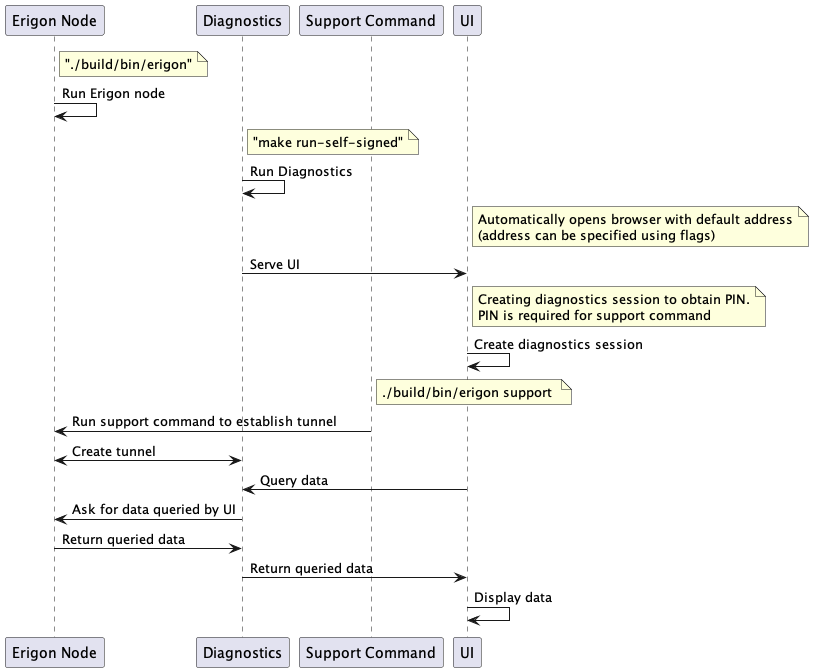 Erigon Node
Diagnostics
Support Command
UI
"./build/bin/erigon"
Run Erigon node
"make run-self-signed"
Run Diagnostics
Automatically opens browser with default address
(address can be specified using flags)
Serve UI
Creating diagnostics session to obtain PIN.
PIN is required for support command
Create diagnostics session
./build/bin/erigon support
Run support command to establish tunnel
Create tunnel
Query data
Ask for data queried by UI
Return queried data
Return queried data
Display data
Erigon Node
Diagnostics
Support Command
UI